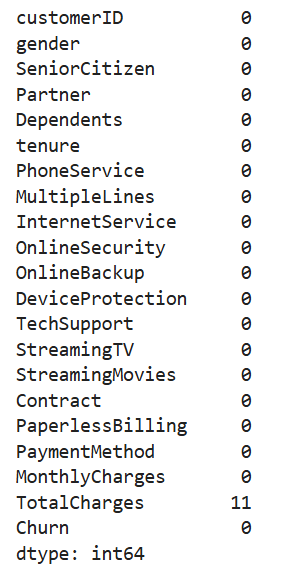 customerID 0
gender 0
SeniorCitizen 0
Partner 0
Dependents 0
tenure 0
PhoneService 0
MultipleLines 0
InternetService 0
OnlineSecurity 0
OnlineBackup 0
DeviceProtection 0
TechSupport 0
StreamingTV 0
StreamingMovies 0
Contract 0
PaperlessBilling 0
PaymentMethod 0
MonthlyCharges 0
TotalCharges 11
Churn 0
dtype: int64